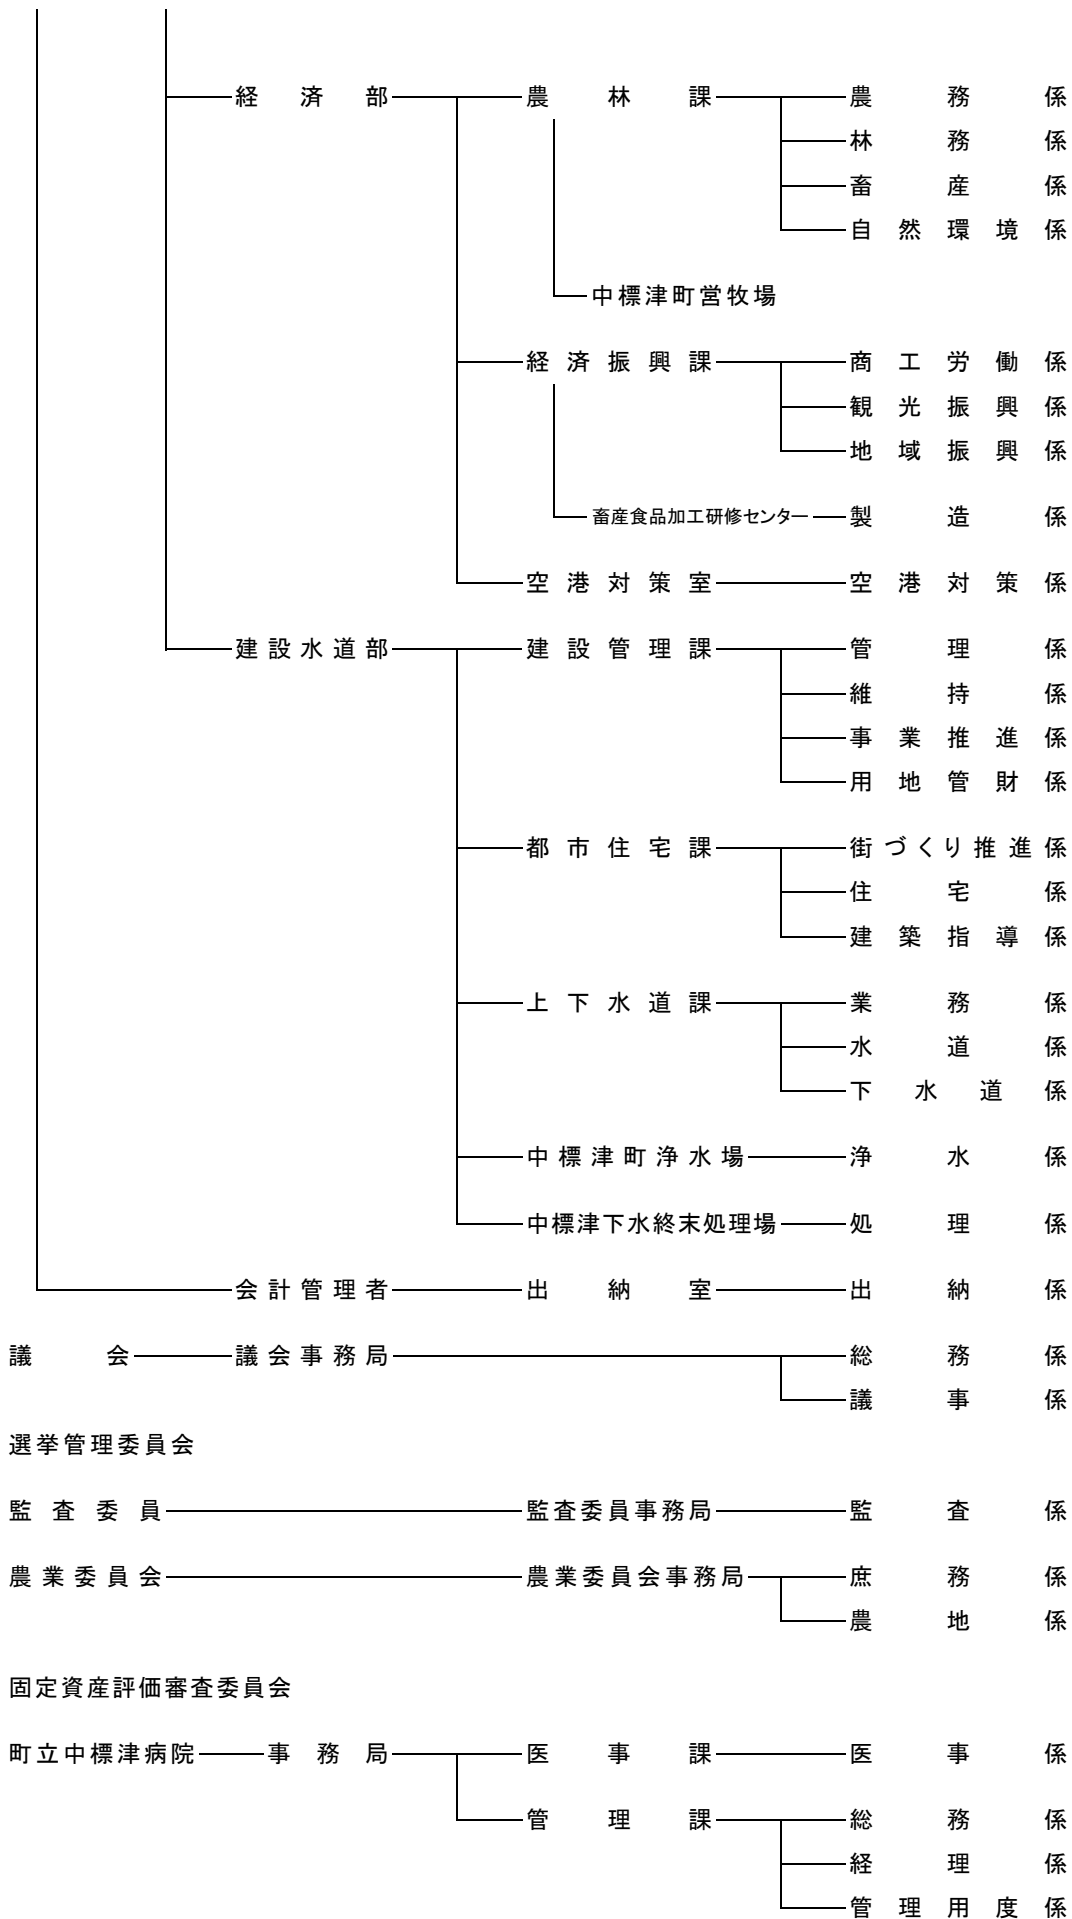 経済部 農林課 農務係
林務係
畜産係
自然環境係
中標津町営牧場
経済振興課 商工労働係
観光振興係
地域振興係
畜産食品加工研修センター 製造係
空港対策室 空港対策係
建設水道部 建設管理課 管理係
維持係
事業推進係
用地管財係
都市住宅課 街づくり推進係
住宅係
建築指導係
上下水道課 業務係
水道係
下水道係
中標津町浄水場 浄水係
中標津下水終末処理場 処理係
会計管理者 出納室 出納係
議会 議会事務局 総務係
議事係
選挙管理委員会
監査委員 監査委員事務局 監査係
農業委員会 農業委員会事務局 庶務係
農地係
固定資産評価審査委員会
町立中標津病院 事務局 医事課 医事係
管理課 総務係
経理係
管理用度係